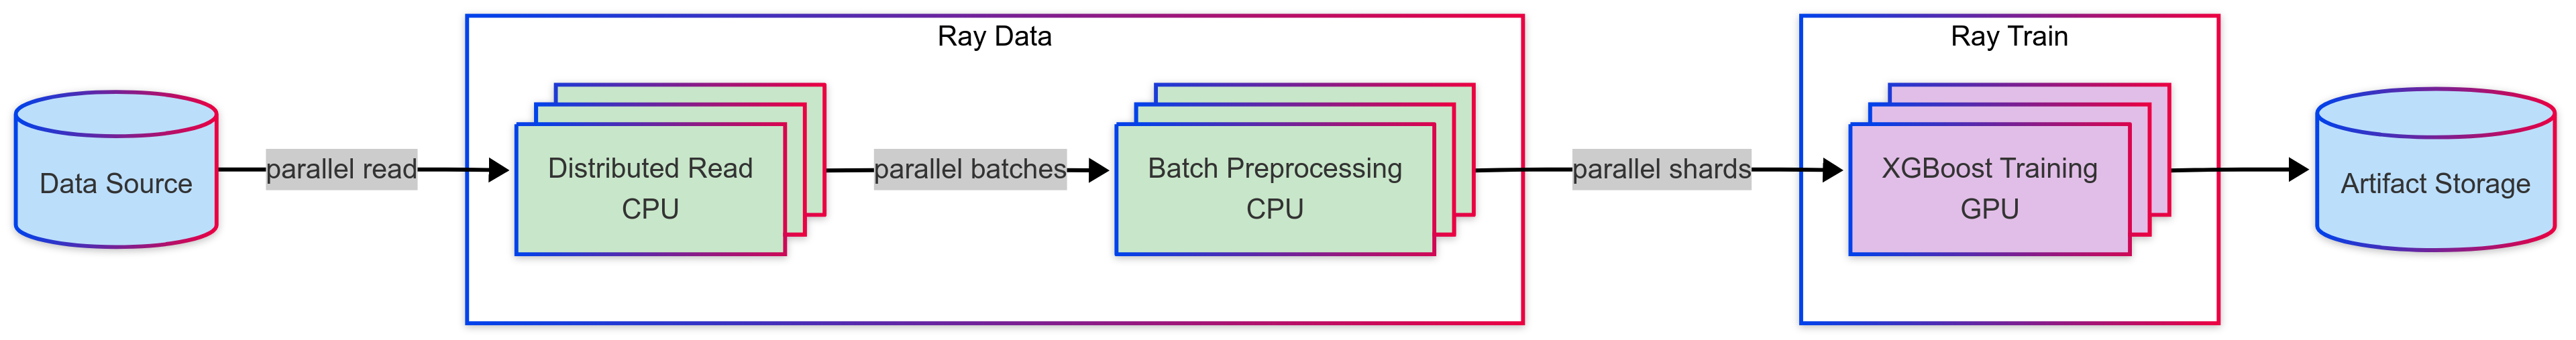 Ray Data
Ray Train
Data Source
parallel read
Distributed Read
CPU
parallel batches
Batch Preprocessing
CPU
parallel shards
XGBoost Training
GPU
Artifact Storage